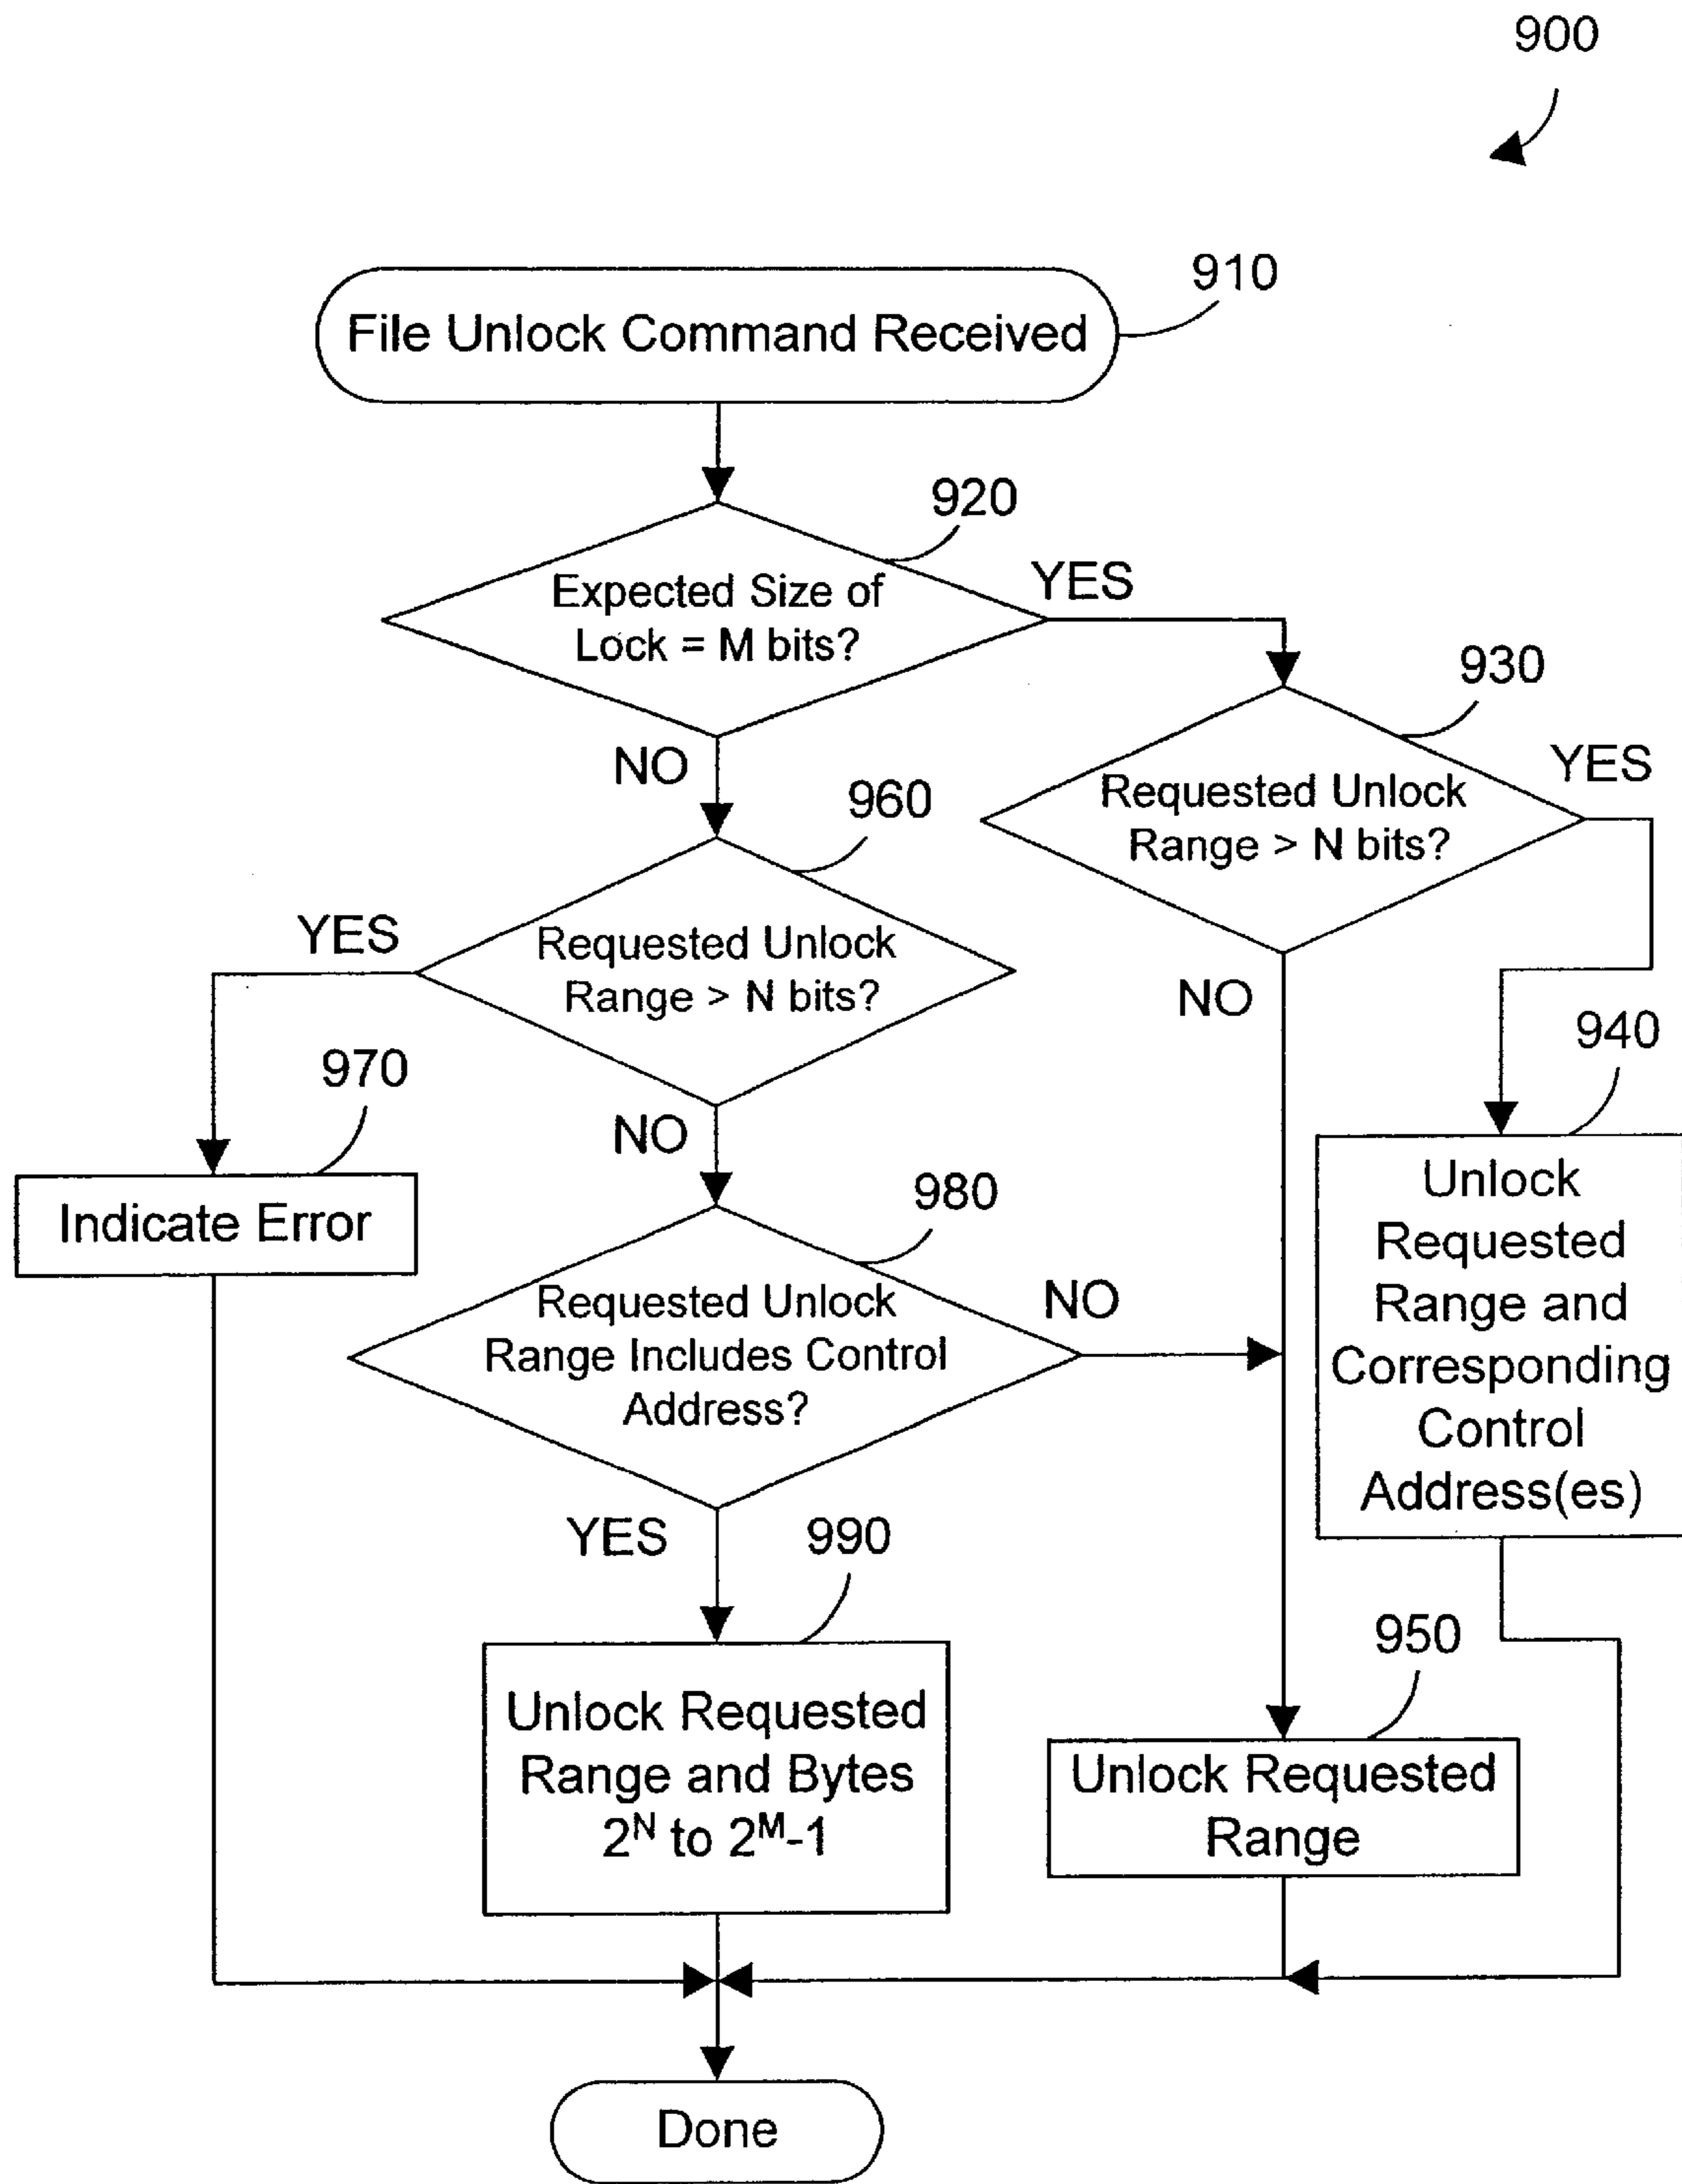 900
910
File Unlock Command Received
920
Expected Size of
Lock = M bits?
YES
930
NO
960
Requested Unlock
Range > N bits?
YES
YES
Requested Unlock
Range > N bits?
NO
940
970
NO
Indicate Error
980
Unlock
Requested
Range and
Corresponding
Control
Address(es)
Requested Unlock
Range Includes Control
Address?
NO
YES
990
950
Unlock Requested
Range and Bytes
2^N to 2^M-1
Unlock Requested
Range
Done